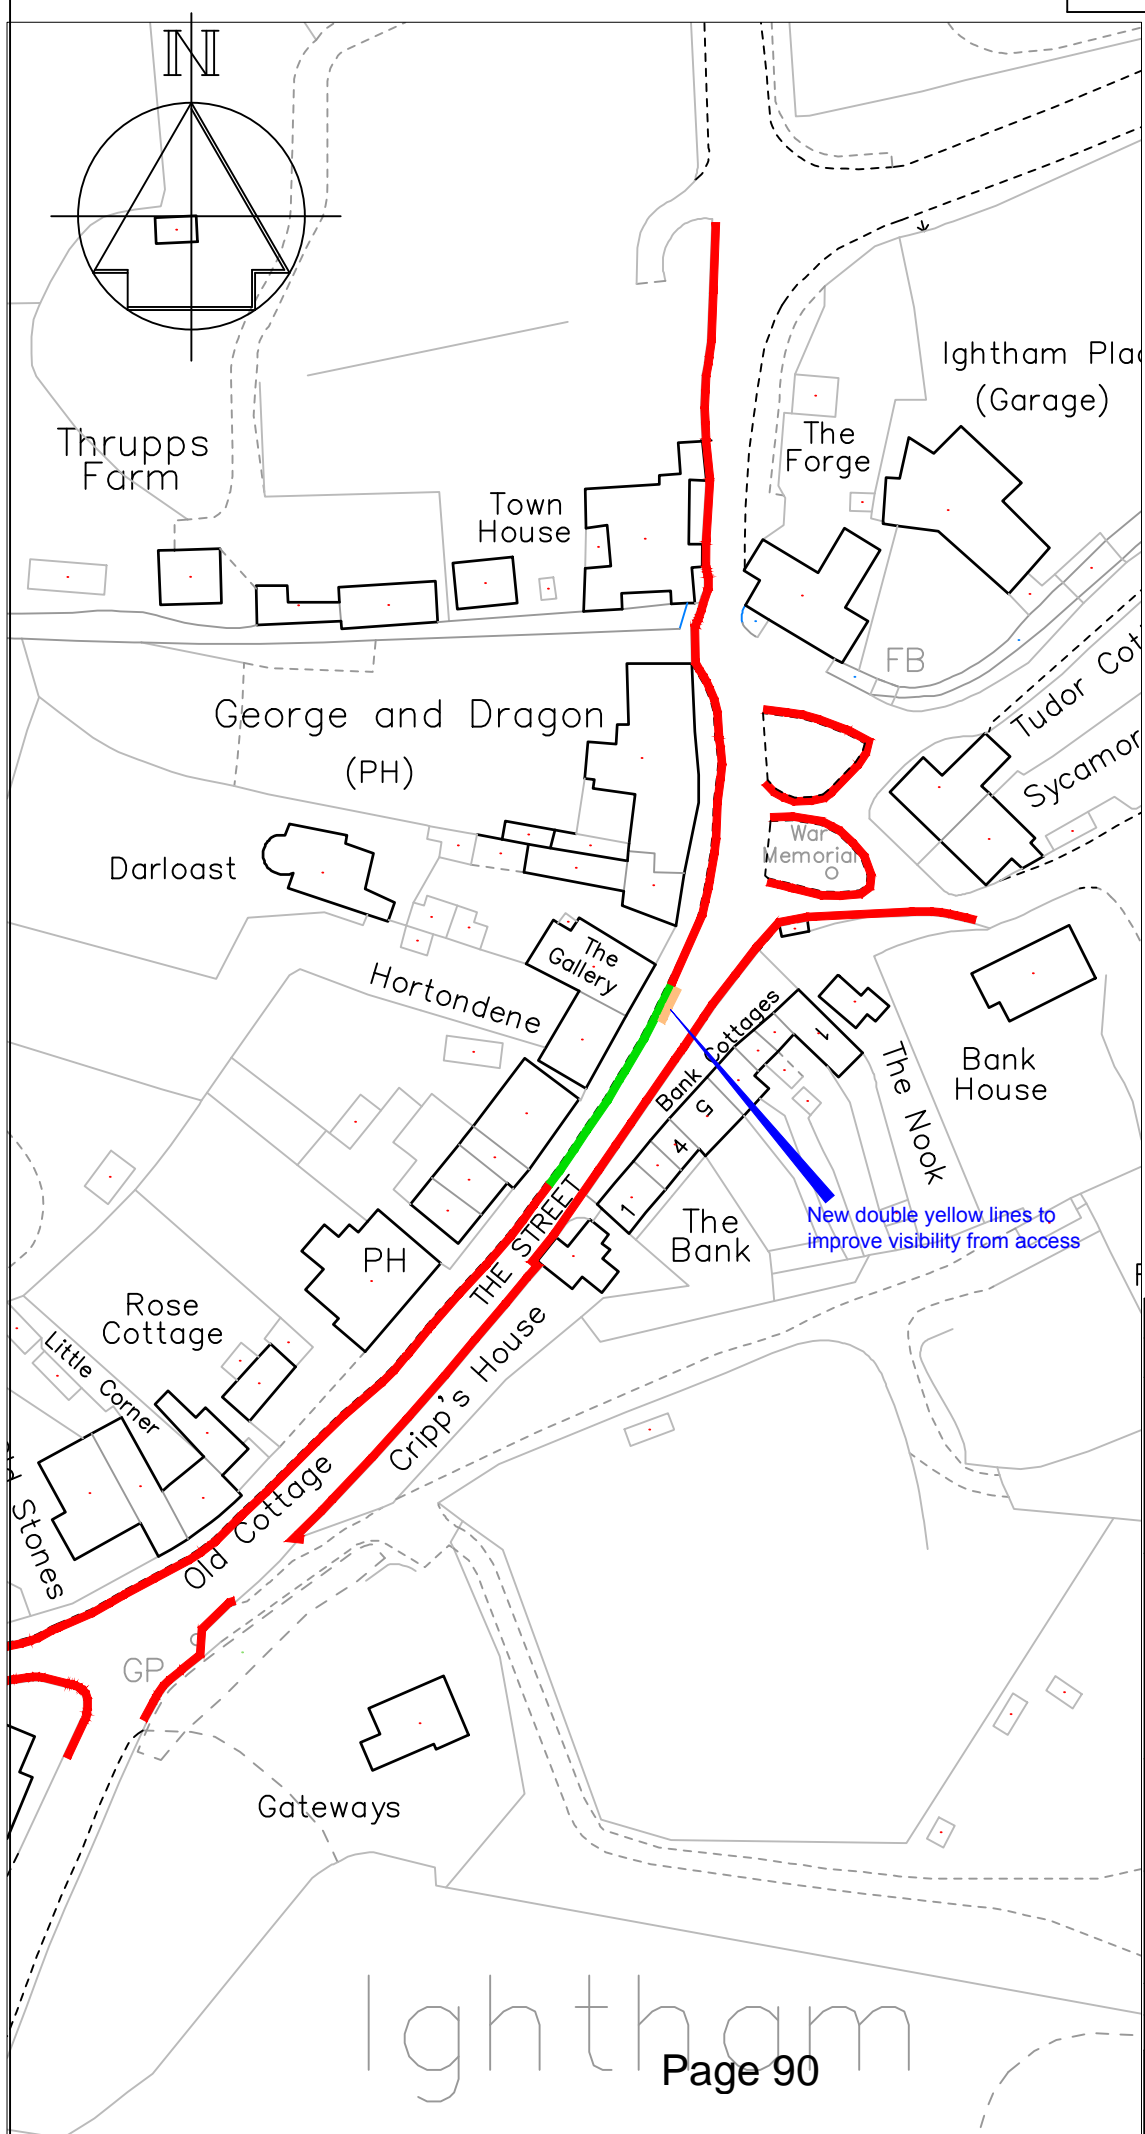 N
Ightham Pla
(Garage)
The
Forge
Thrupps
Farm
Town
House
FB
Tudor Cot
Sycamor
George and Dragon
(PH)
War
Memorial
Darloast
The
Gallery
Hortondene
Bank Cottages
1
5
4
1
The Nook
Bank
House
The
Bank
New double yellow lines to
improve visibility from access
THE STREET
PH
Rose
Cottage
Little Corner
Cripp's House
Old Cottage
Stones
GP
Gateways
Ightham
Page 90